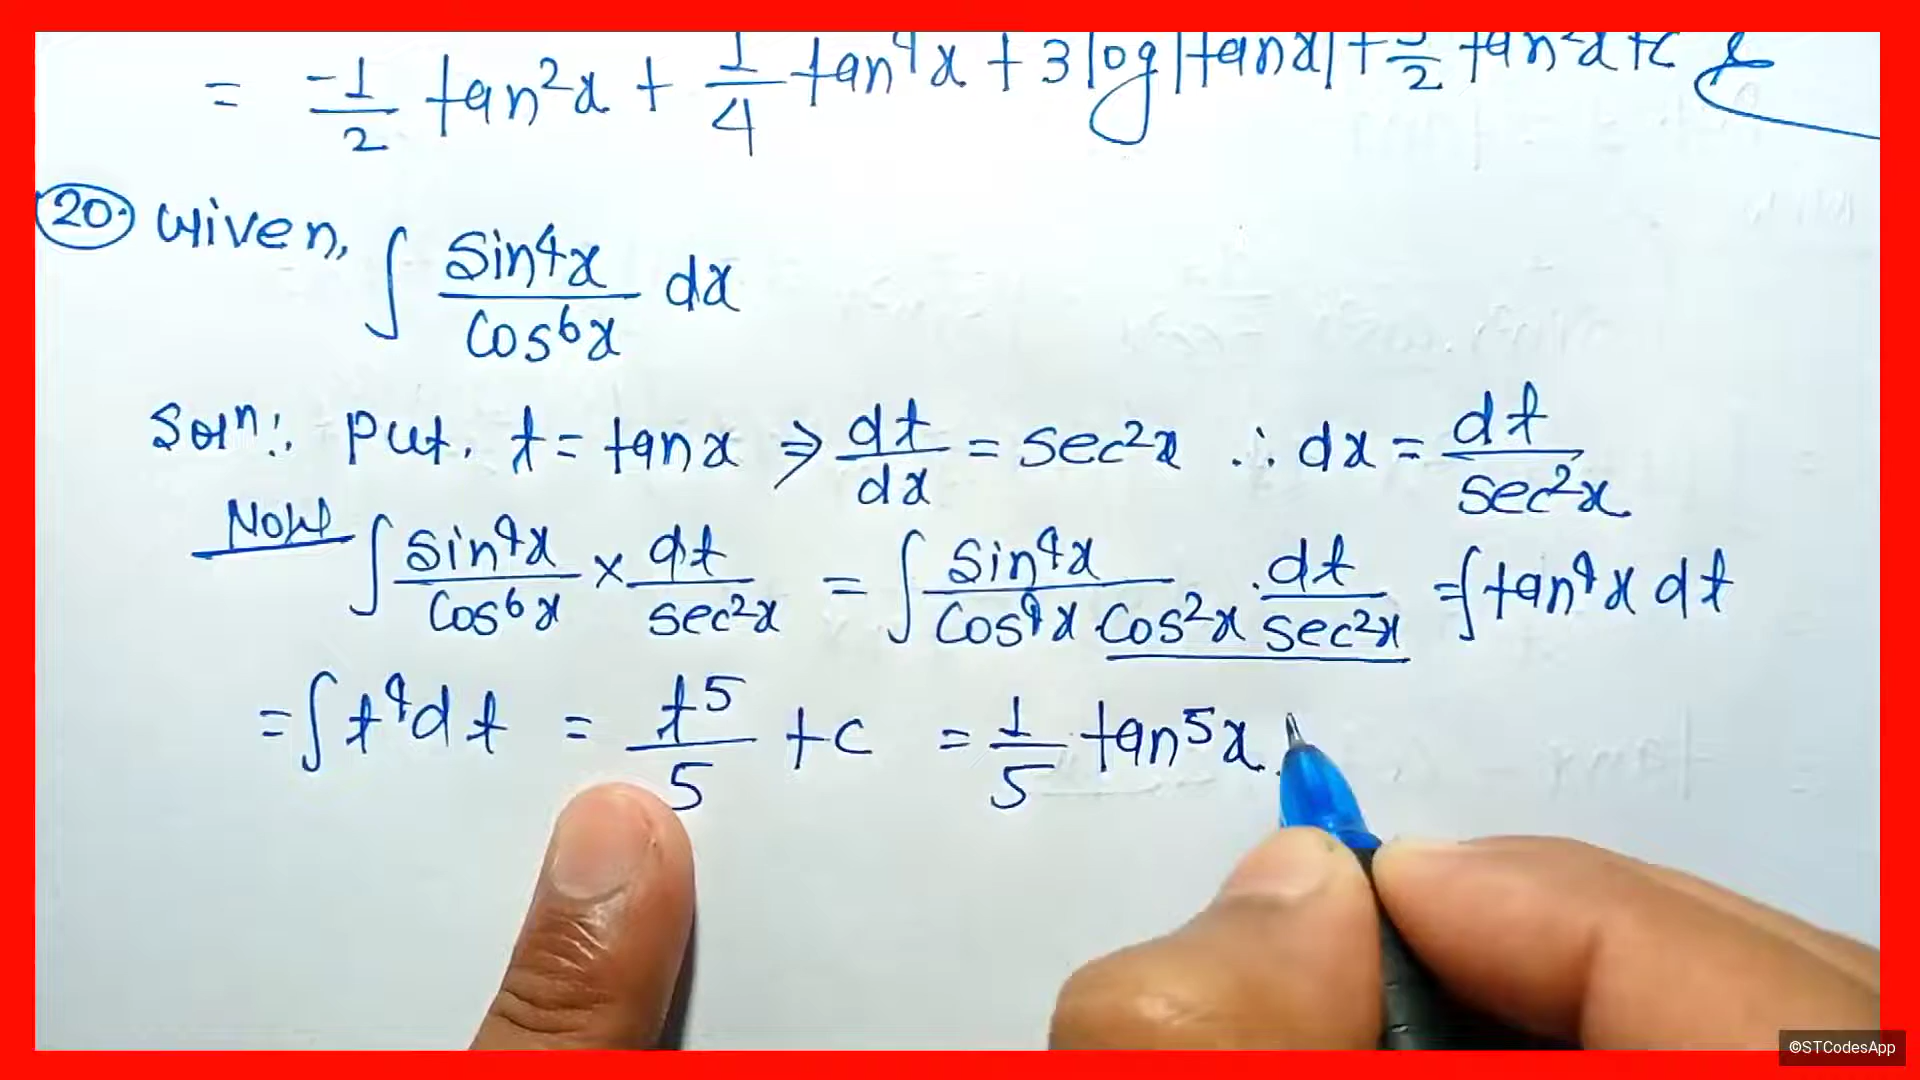 = -1/2 tan²x + 1/4 tan⁴x + 3 log|tanx| + 3/2 tan²x + c
20. Given, ∫ sin⁴x/cos⁶x dx
Solⁿ:. Put, t = tanx ⇒ dt/dx = sec²x ∴ dx = dt/sec²x
Now ∫ sin⁴x/cos⁶x × dt/sec²x = ∫ sin⁴x/cos⁴x cos²x . dt/sec²x = ∫ tan⁴x dt
= ∫ t⁴dt = t⁵/5 + c = 1/5 tan⁵x
©STCodesApp